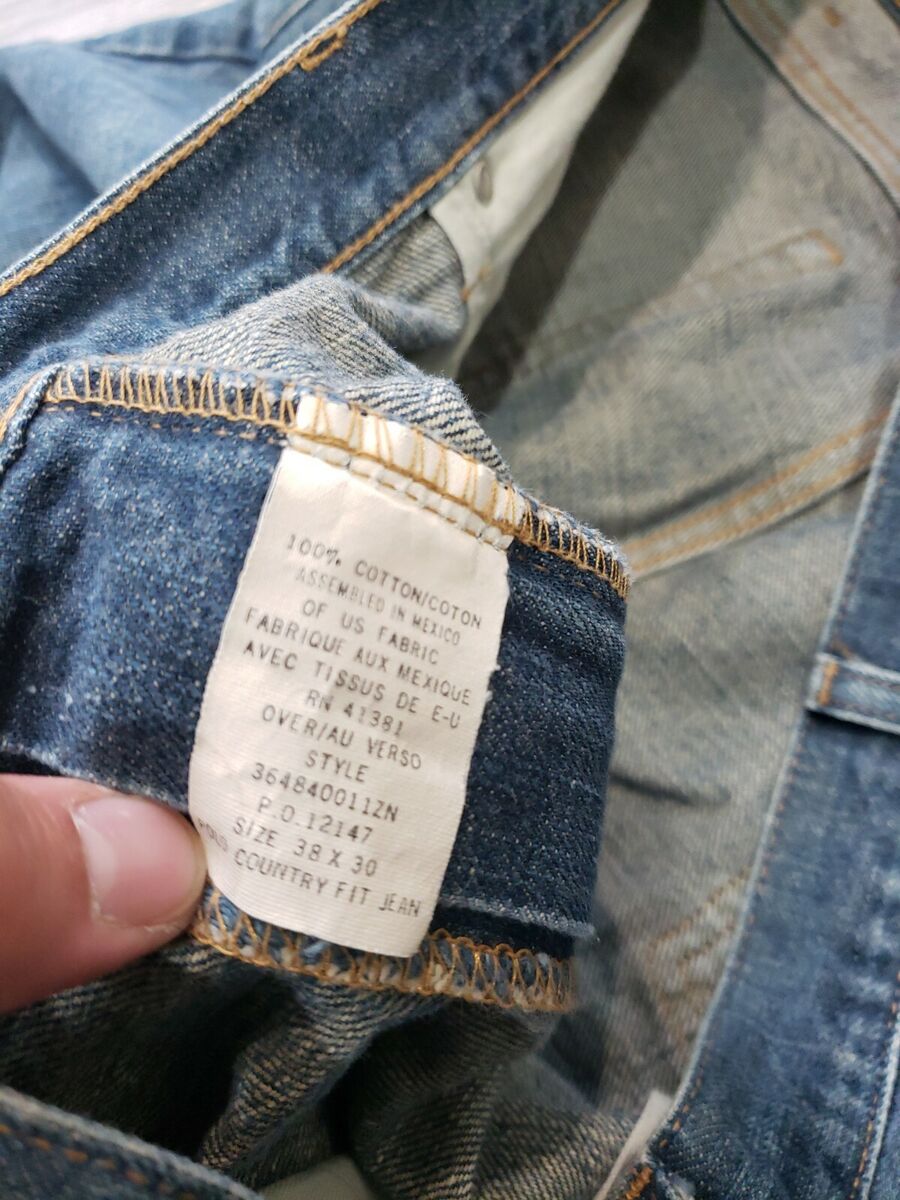 100% COTTON/COTON
ASSEMBLED IN MEXICO
OF US FABRIC
FABRIQUE AUX MEXIQUE
AVEC TISSUS DE E-U
RN 41381
OVER/AU VERSO
STYLE
364840011ZN
P.O.12147
SIZE 38 X 30
COUNTRY FIT JEAN